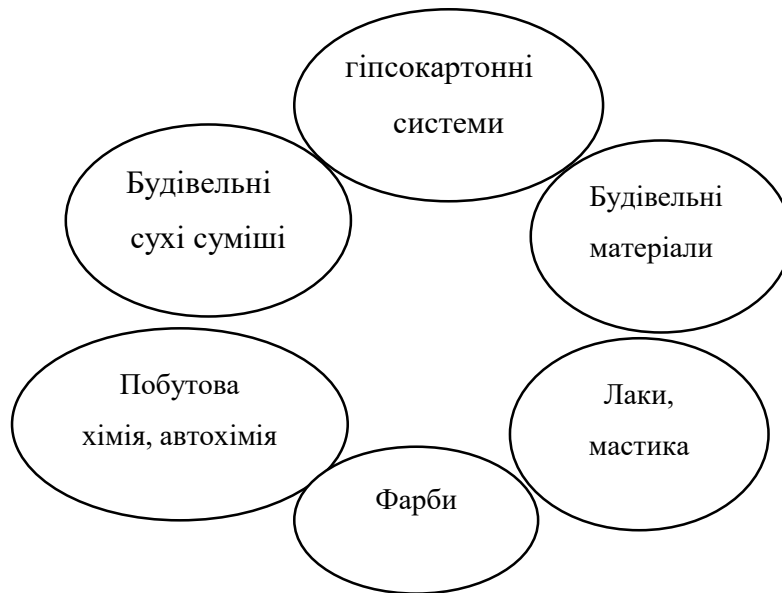 гіпсокартонні
системи
Будівельні
сухі суміші
Будівельні
матеріали
Побутова
хімія, автохімія
Лаки,
мастика
Фарби